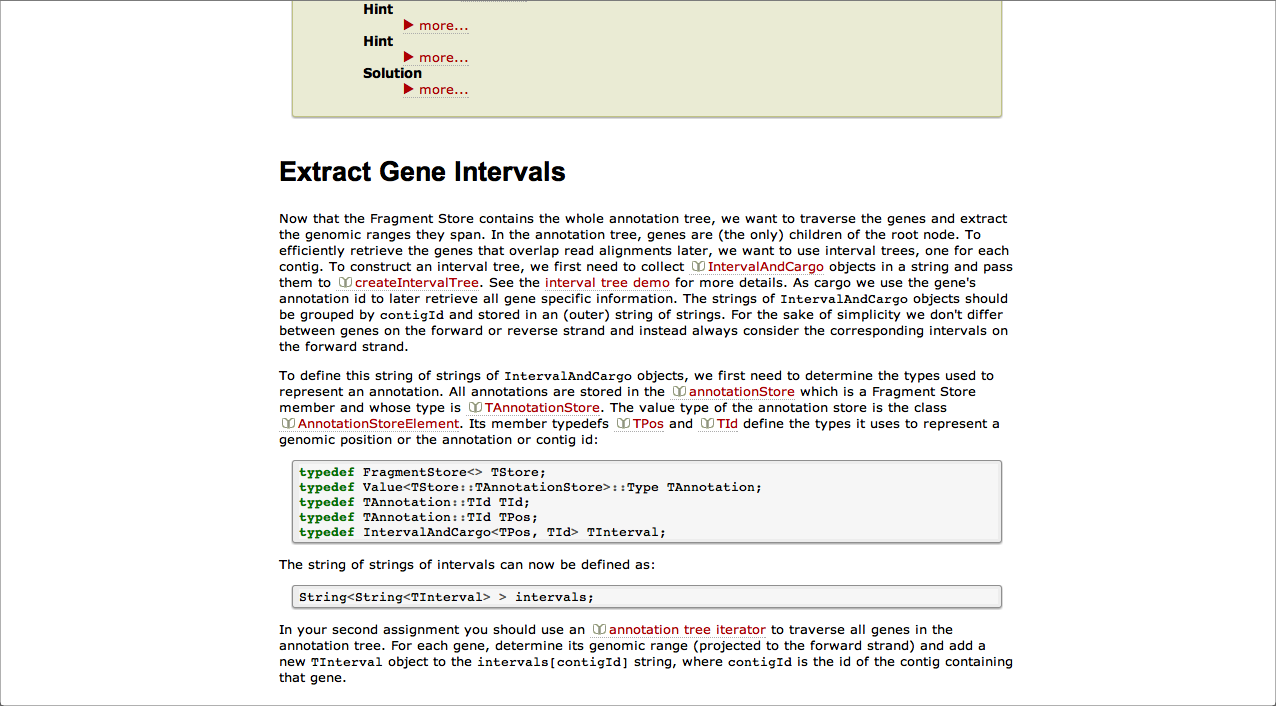 Hint
more...
Hint
more...
Solution
more...
Extract Gene Intervals
Now that the Fragment Store contains the whole annotation tree, we want to traverse the genes and extract
the genomic ranges they span. In the annotation tree, genes are (the only) children of the root node. To
efficiently retrieve the genes that overlap read alignments later, we want to use interval trees, one for each
contig. To construct an interval tree, we first need to collect IntervalAndCargo objects in a string and pass
them to createIntervalTree. See the interval tree demo for more details. As cargo we use the gene's
annotation id to later retrieve all gene specific information. The strings of IntervalAndCargo objects should
be grouped by contigId and stored in an (outer) string of strings. For the sake of simplicity we don't differ
between genes on the forward or reverse strand and instead always consider the corresponding intervals on
the forward strand.
To define this string of strings of IntervalAndCargo objects, we first need to determine the types used to
represent an annotation. All annotations are stored in the annotationStore which is a Fragment Store
member and whose type is TAnnotationStore. The value type of the annotation store is the class
AnnotationStoreElement. Its member typedefs TPos and TId define the types it uses to represent a
genomic position or the annotation or contig id:
typedef FragmentStore<> TStore;
typedef Value<TStore::TAnnotationStore>::Type TAnnotation;
typedef TAnnotation::TId TId;
typedef TAnnotation::TId TPos;
typedef IntervalAndCargo<TPos, TId> TInterval;
The string of strings of intervals can now be defined as:
String<String<TInterval> > intervals;
In your second assignment you should use an annotation tree iterator to traverse all genes in the
annotation tree. For each gene, determine its genomic range (projected to the forward strand) and add a
new TInterval object to the intervals[contigId] string, where contigId is the id of the contig containing
that gene.